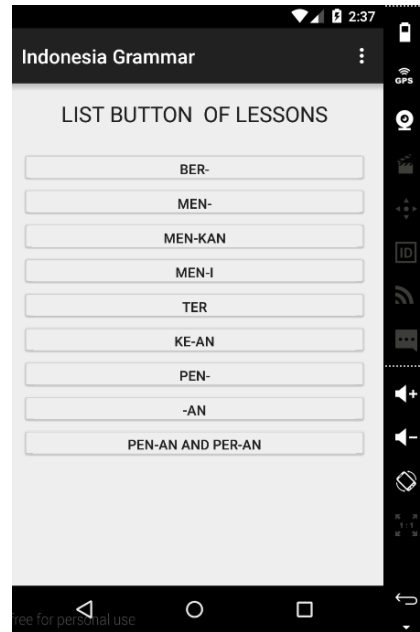 2:37
Indonesia Grammar
GPS
LIST BUTTON OF LESSONS
BER-
MEN-
MEN-KAN
MEN-I
TER
KE-AN
PEN-
-AN
PEN-AN AND PER-AN
ID
1:1
free for personal use